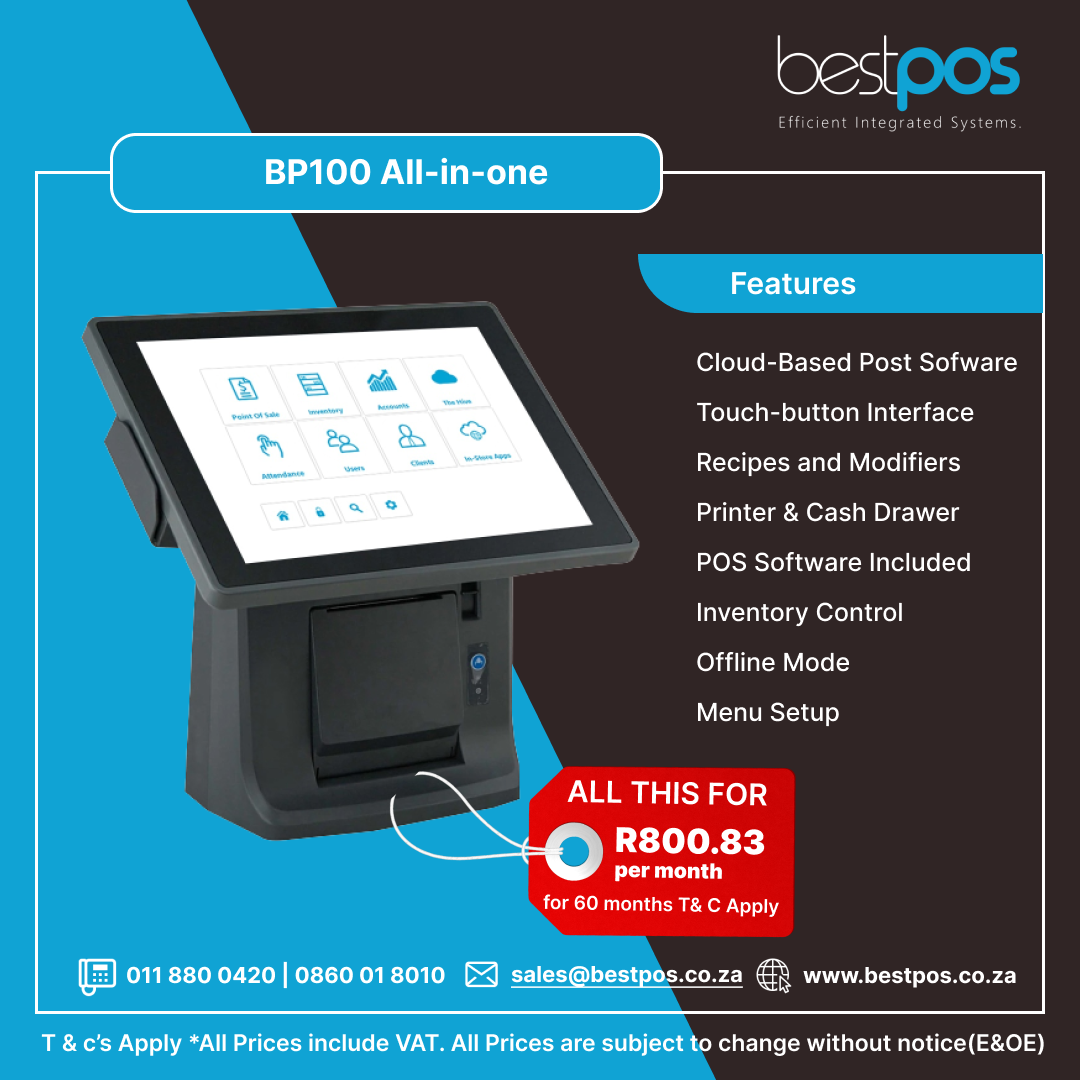 bestpos
Efficient Integrated Systems.
BP100 All-in-one
Features
Cloud-Based Post Sofware
Touch-button Interface
Recipes and Modifiers
Printer & Cash Drawer
POS Software Included
Inventory Control
Offline Mode
Menu Setup
Point Of Sale
Inventory
Accounts
The Hive
Attendance
Users
Clients
In-Store Apps
ALL THIS FOR
R800.83
per month
for 60 months T& C Apply
011 880 0420 | 0860 01 8010
sales@bestpos.co.za
www.bestpos.co.za
T & c’s Apply *All Prices include VAT. All Prices are subject to change without notice(E&OE)